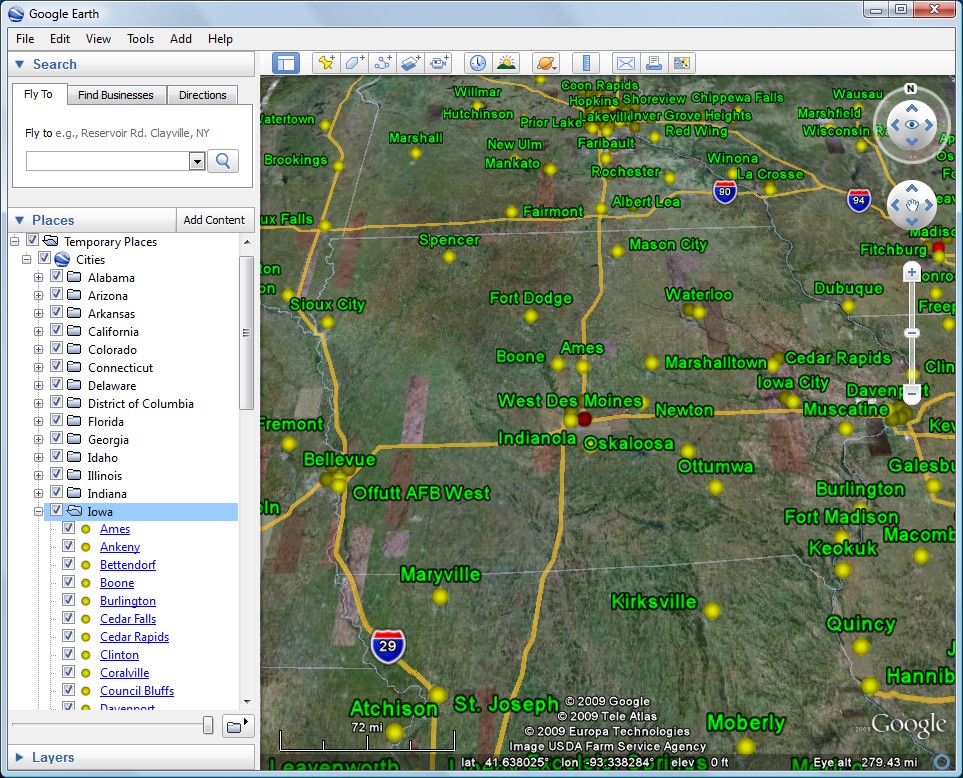 Google Earth
File Edit View Tools Add Help
Search
Fly To Find Businesses Directions
Fly to e.g., Reservoir Rd. Clayville, NY
Places
Add Content
Temporary Places
Cities
Alabama
Arizona
Arkansas
California
Colorado
Connecticut
Delaware
District of Columbia
Florida
Georgia
Idaho
Illinois
Indiana
Iowa
Ames
Ankeny
Bettendorf
Boone
Burlington
Cedar Falls
Cedar Rapids
Clinton
Coralville
Council Bluffs
Davenport
Layers
Coon Rapids
Willmar
Hopkins Shoreview Chippewa Falls Wausau
Hutchinson
Prior Lake Lakeville Inver Grove Heights Marshfield
atertown
Red Wing Wisconsin Ra
Marshall
New Ulm Faribault
Brookings Mankato Winona
Rochester La Crosse
N
90
94
Albert Lea
Fairmont
ux Falls
Spencer Mason City Madiso
Fitchburg
ton
on
Sioux City Fort Dodge Waterloo Dubuque
Freep
Boone Ames
Marshalltown Cedar Rapids
Clin
Iowa City Davenport
West Des Moines Newton Muscatine
Fremont Kev
Indianola Oskaloosa
Bellevue Ottumwa Galesbu
Offutt AFB West Burlington
oln
Fort Madison
Macomb
Keokuk
Maryville
Kirksville
Quincy
29
Hannib
Atchison St. Joseph
Moberly
Leavenworth Excelsior Springs
72 mi
© 2009 Google
© 2009 Tele Atlas
© 2009 Europa Technologies
Image USDA Farm Service Agency
©2009 Google
lat 41.638025° lon -93.338284° elev 0 ft Eye alt 279.43 mi